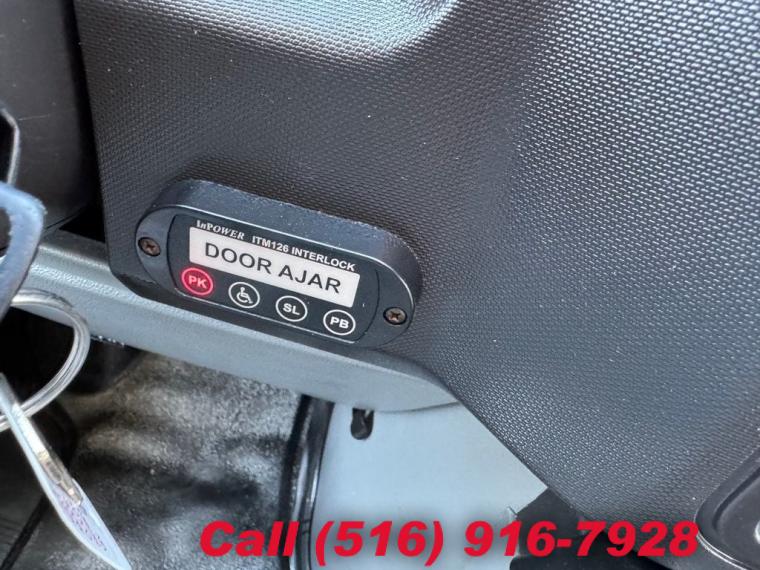 INPOWER ITM126 INTERLOCK
DOOR AJAR
PK SL PB
Call (516) 916-7928